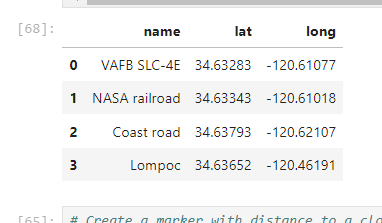 [68]:
name lat long
0 VAFB SLC-4E 34.63283 -120.61077
1 NASA railroad 34.63343 -120.61018
2 Coast road 34.63793 -120.62107
3 Lompoc 34.63652 -120.46191
[65]: # Create a marker with distance to a clo